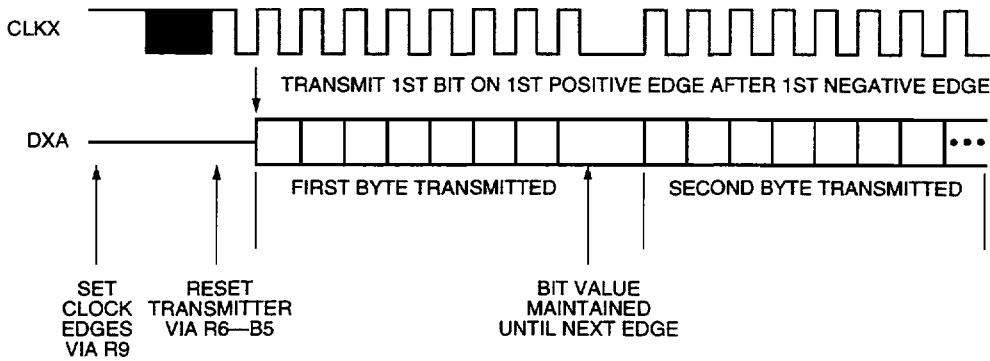 CLKX
TRANSMIT 1ST BIT ON 1ST POSITIVE EDGE AFTER 1ST NEGATIVE EDGE
DXA
•••
FIRST BYTE TRANSMITTED
SECOND BYTE TRANSMITTED
SET
CLOCK
EDGES
VIA R9
RESET
TRANSMITTER
VIA R6—B5
BIT VALUE
MAINTAINED
UNTIL NEXT EDGE